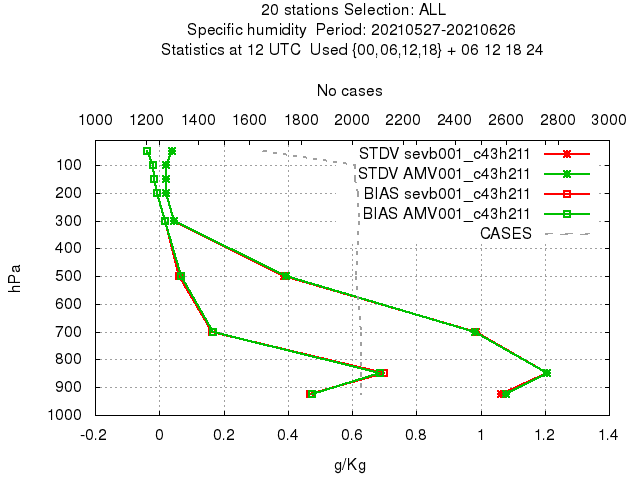 20 stations Selection: ALL
Specific humidity  Period: 20210527-20210626
Statistics at 12 UTC  Used {00,06,12,18} + 06 12 18 24
No cases
1000 1200 1400 1600 1800 2000 2200 2400 2600 2800 3000
STDV sevb001_c43h211
STDV AMV001_c43h211
BIAS sevb001_c43h211
BIAS AMV001_c43h211
CASES
hPa
100
200
300
400
500
600
700
800
900
1000
-0.2 0 0.2 0.4 0.6 0.8 1 1.2 1.4
g/Kg